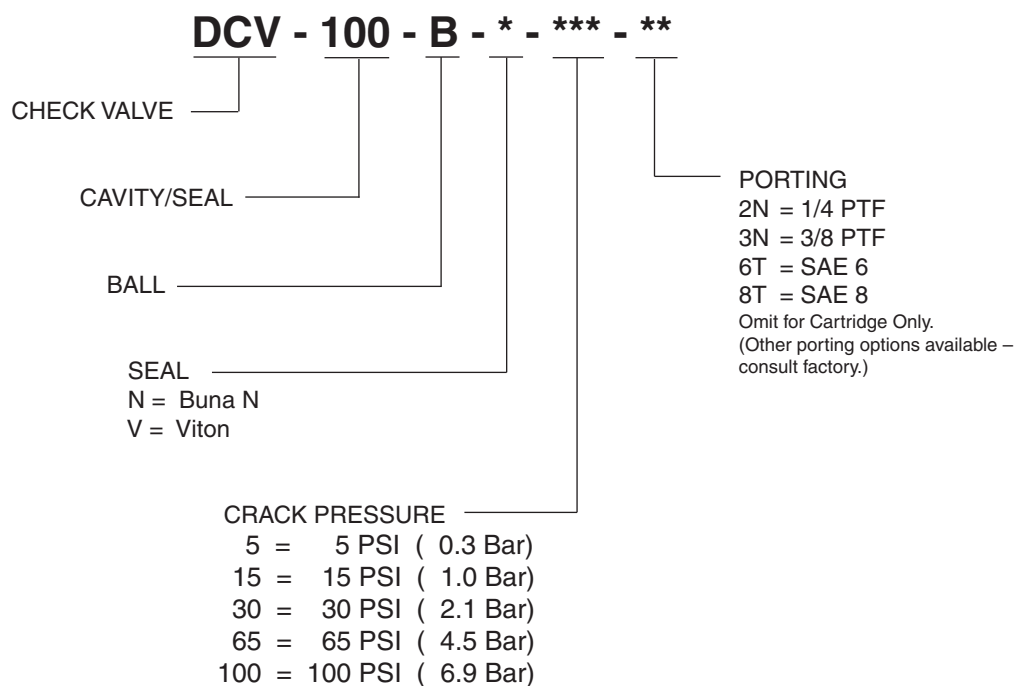 DCV - 100 - B - * - *** - **
CHECK VALVE
CAVITY/SEAL
BALL
SEAL
N = Buna N
V = Viton
CRACK PRESSURE
5 = 5 PSI ( 0.3 Bar)
15 = 15 PSI ( 1.0 Bar)
30 = 30 PSI ( 2.1 Bar)
65 = 65 PSI ( 4.5 Bar)
100 = 100 PSI ( 6.9 Bar)
PORTING
2N = 1/4 PTF
3N = 3/8 PTF
6T = SAE 6
8T = SAE 8
Omit for Cartridge Only.
(Other porting options available –
consult factory.)